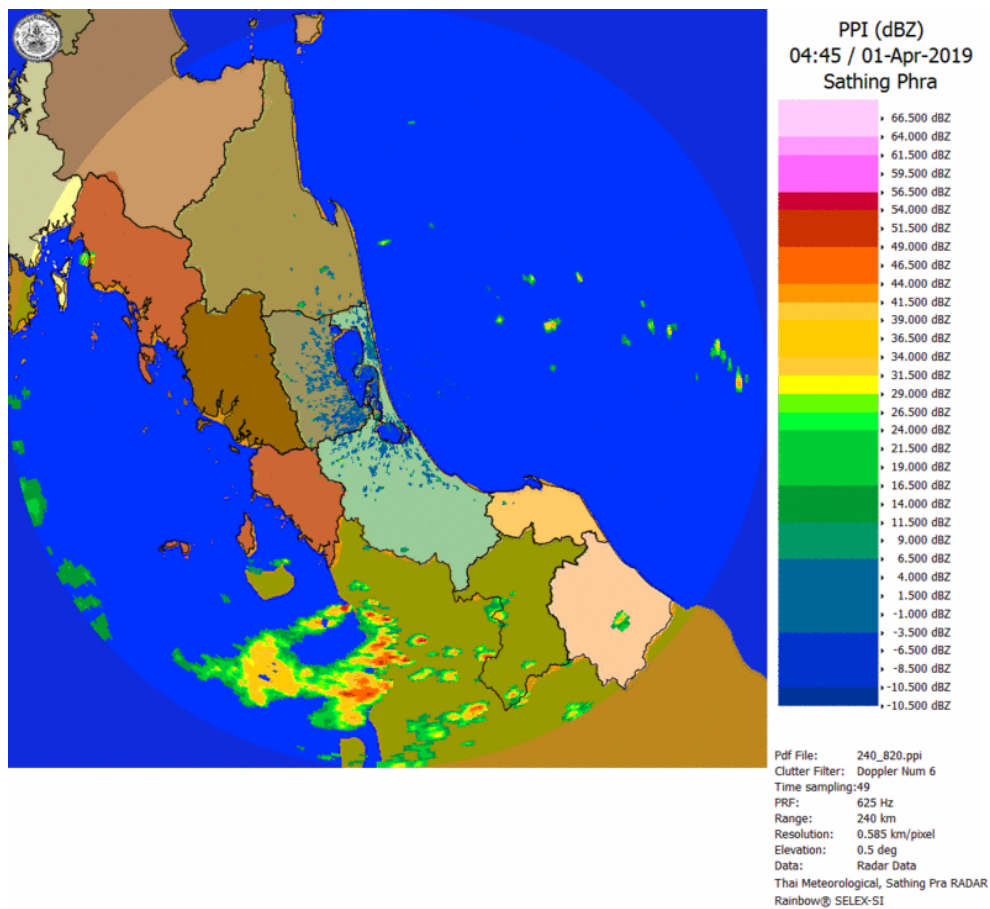 PPI (dBZ)
04:45 / 01-Apr-2019
Sathing Phra
66.500 dBZ
64.000 dBZ
61.500 dBZ
59.500 dBZ
56.500 dBZ
54.000 dBZ
51.500 dBZ
49.000 dBZ
46.500 dBZ
44.000 dBZ
41.500 dBZ
39.000 dBZ
36.500 dBZ
34.000 dBZ
31.500 dBZ
29.000 dBZ
26.500 dBZ
24.000 dBZ
21.500 dBZ
19.000 dBZ
16.500 dBZ
14.000 dBZ
11.500 dBZ
9.000 dBZ
6.500 dBZ
4.000 dBZ
1.500 dBZ
-1.000 dBZ
-3.500 dBZ
-6.500 dBZ
-8.500 dBZ
-10.500 dBZ
-10.500 dBZ
Pdf File: 240_820.ppi
Clutter Filter: Doppler Num 6
Time sampling:49
PRF: 625 Hz
Range: 240 km
Resolution: 0.585 km/pixel
Elevation: 0.5 deg
Data: Radar Data
Thai Meteorological, Sathing Pra RADAR
Rainbow® SELEX-SI